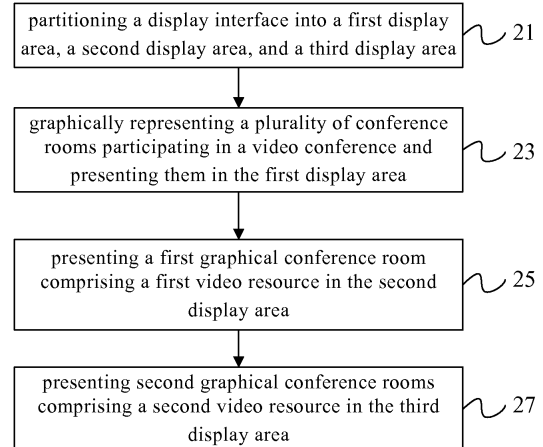 partitioning a display interface into a first display
area, a second display area, and a third display area
21
graphically representing a plurality of conference
rooms participating in a video conference and
presenting them in the first display area
23
presenting a first graphical conference room
comprising a first video resource in the second
display area
25
presenting second graphical conference rooms
comprising a second video resource in the third
display area
27